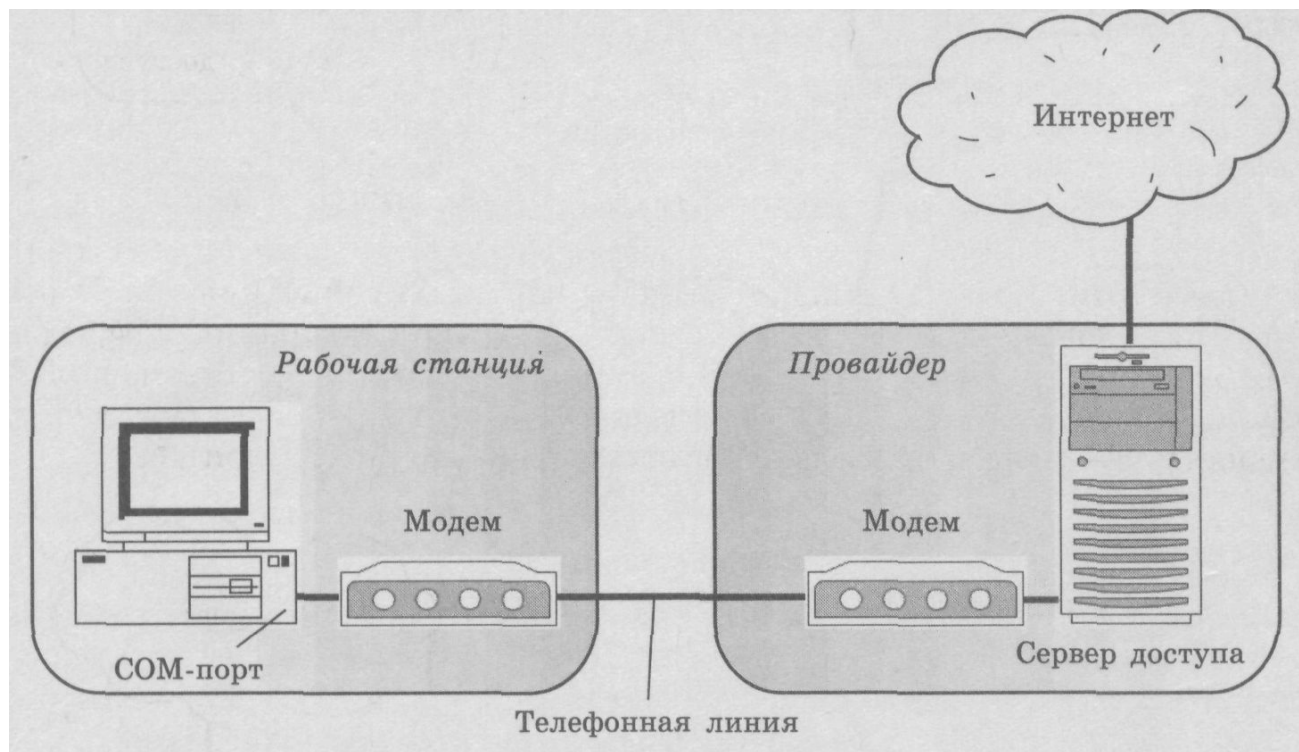 Интернет
Рабочая станция
Провайдер
Модем
Модем
COM-порт
Сервер доступа
Телефонная линия